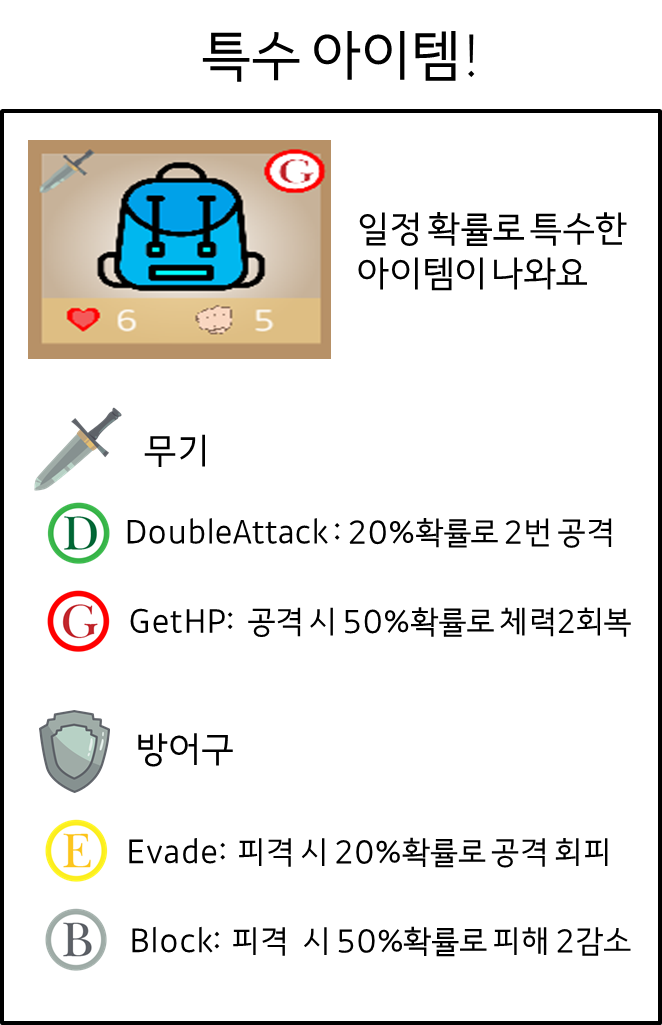 특수 아이템!
G
일정 확률로 특수한
아이템이 나와요
6 5
무기
D DoubleAttack : 20%확률로 2번 공격
G GetHP: 공격 시 50%확률로 체력2회복
방어구
E Evade: 피격 시 20%확률로 공격 회피
B Block: 피격 시 50%확률로 피해 2감소